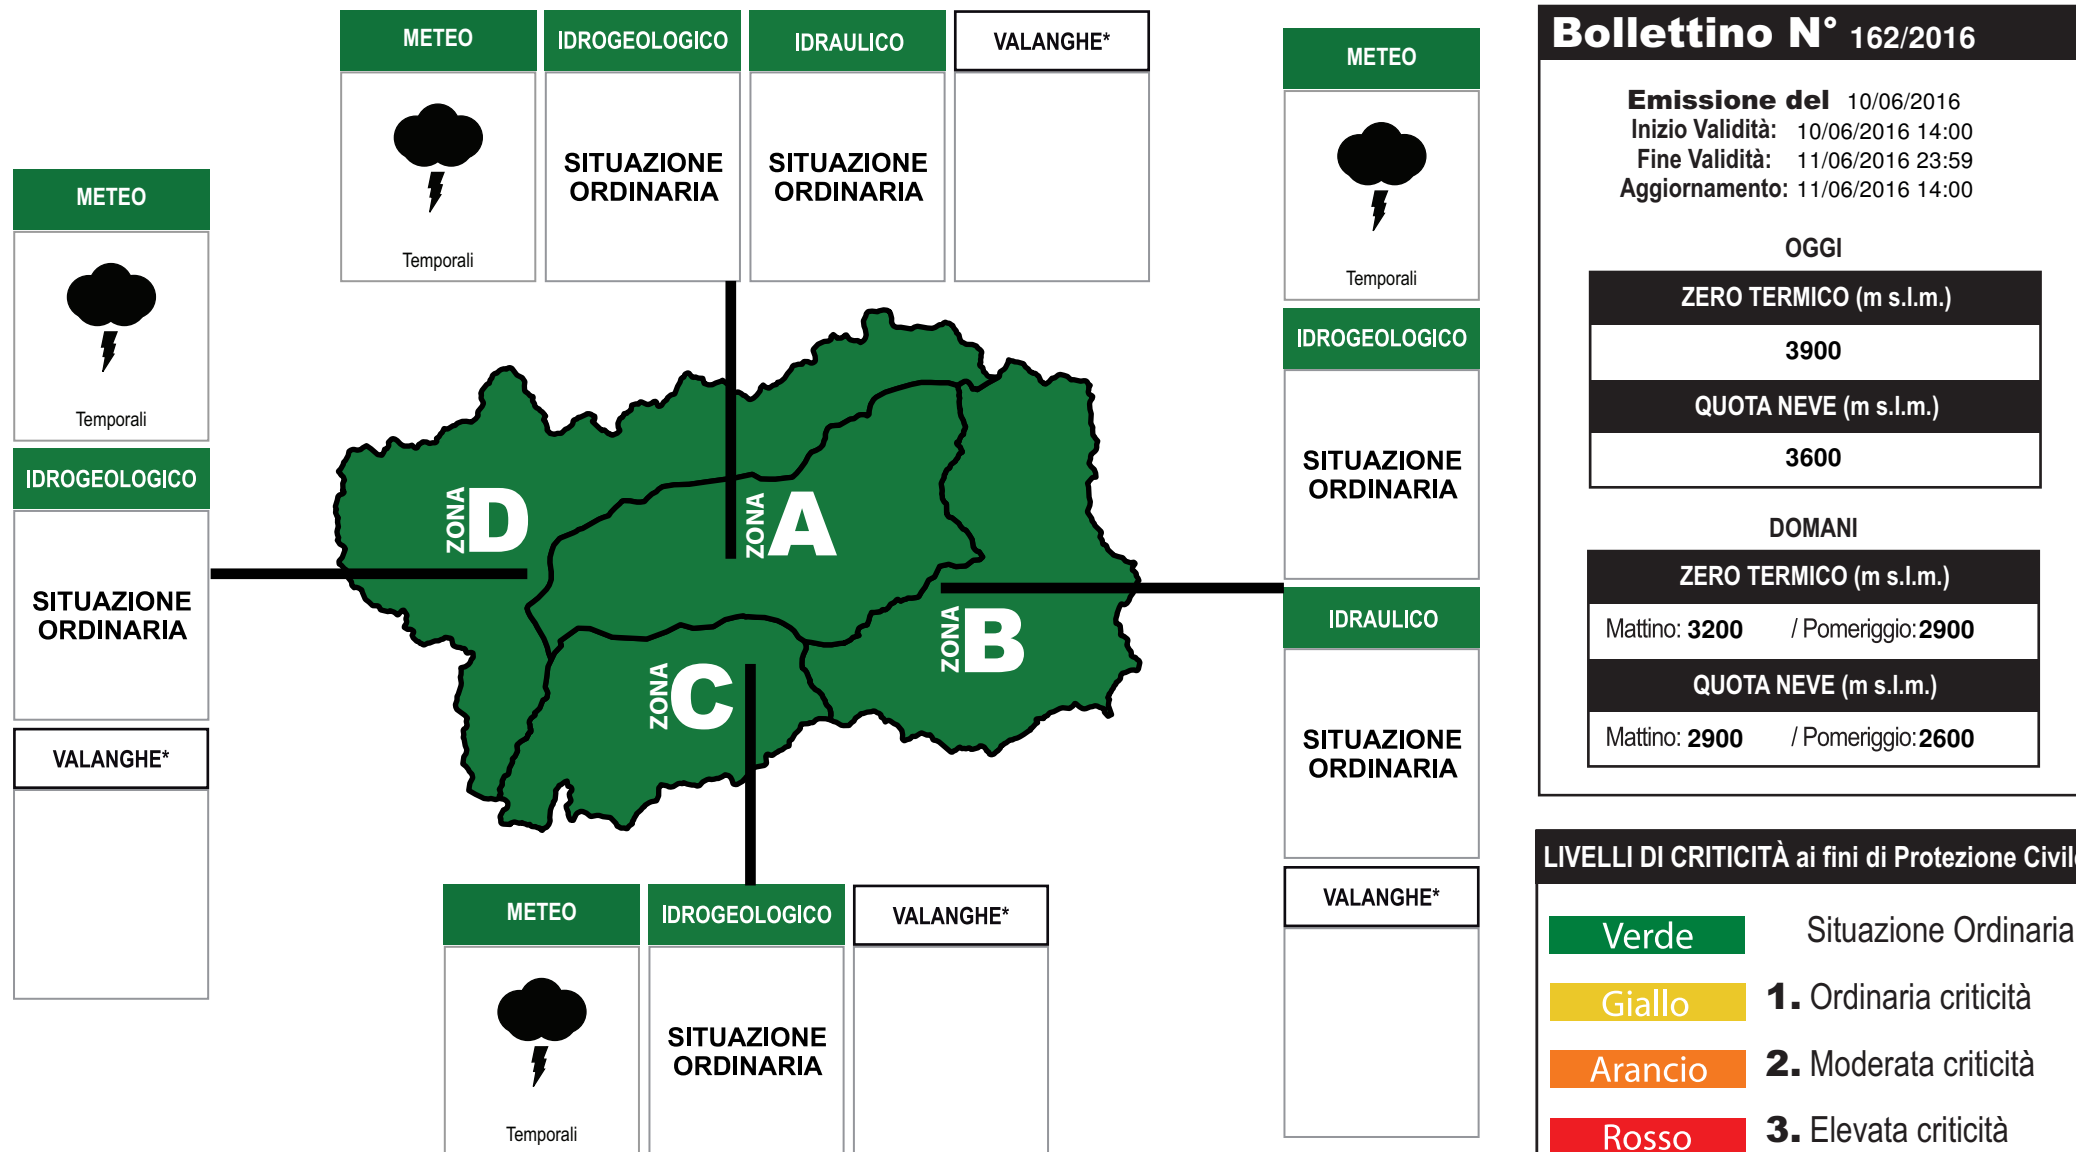 METEO
IDROGEOLOGICO
IDRAULICO
VALANGHE*
Temporali
SITUAZIONE
ORDINARIA
SITUAZIONE
ORDINARIA
METEO
Temporali
IDROGEOLOGICO
SITUAZIONE
ORDINARIA
VALANGHE*
METEO
Temporali
IDROGEOLOGICO
SITUAZIONE
ORDINARIA
IDRAULICO
SITUAZIONE
ORDINARIA
VALANGHE*
ZONA D
ZONA A
ZONA B
ZONA C
METEO
IDROGEOLOGICO
VALANGHE*
Temporali
SITUAZIONE
ORDINARIA
Bollettino N° 162/2016
Emissione del 10/06/2016
Inizio Validità: 10/06/2016 14:00
Fine Validità: 11/06/2016 23:59
Aggiornamento: 11/06/2016 14:00
OGGI
ZERO TERMICO (m s.l.m.)
3900
QUOTA NEVE (m s.l.m.)
3600
DOMANI
ZERO TERMICO (m s.l.m.)
Mattino: 3200 / Pomeriggio: 2900
QUOTA NEVE (m s.l.m.)
Mattino: 2900 / Pomeriggio: 2600
LIVELLI DI CRITICITÀ ai fini di Protezione Civile
Verde Situazione Ordinaria
Giallo 1. Ordinaria criticità
Arancio 2. Moderata criticità
Rosso 3. Elevata criticità